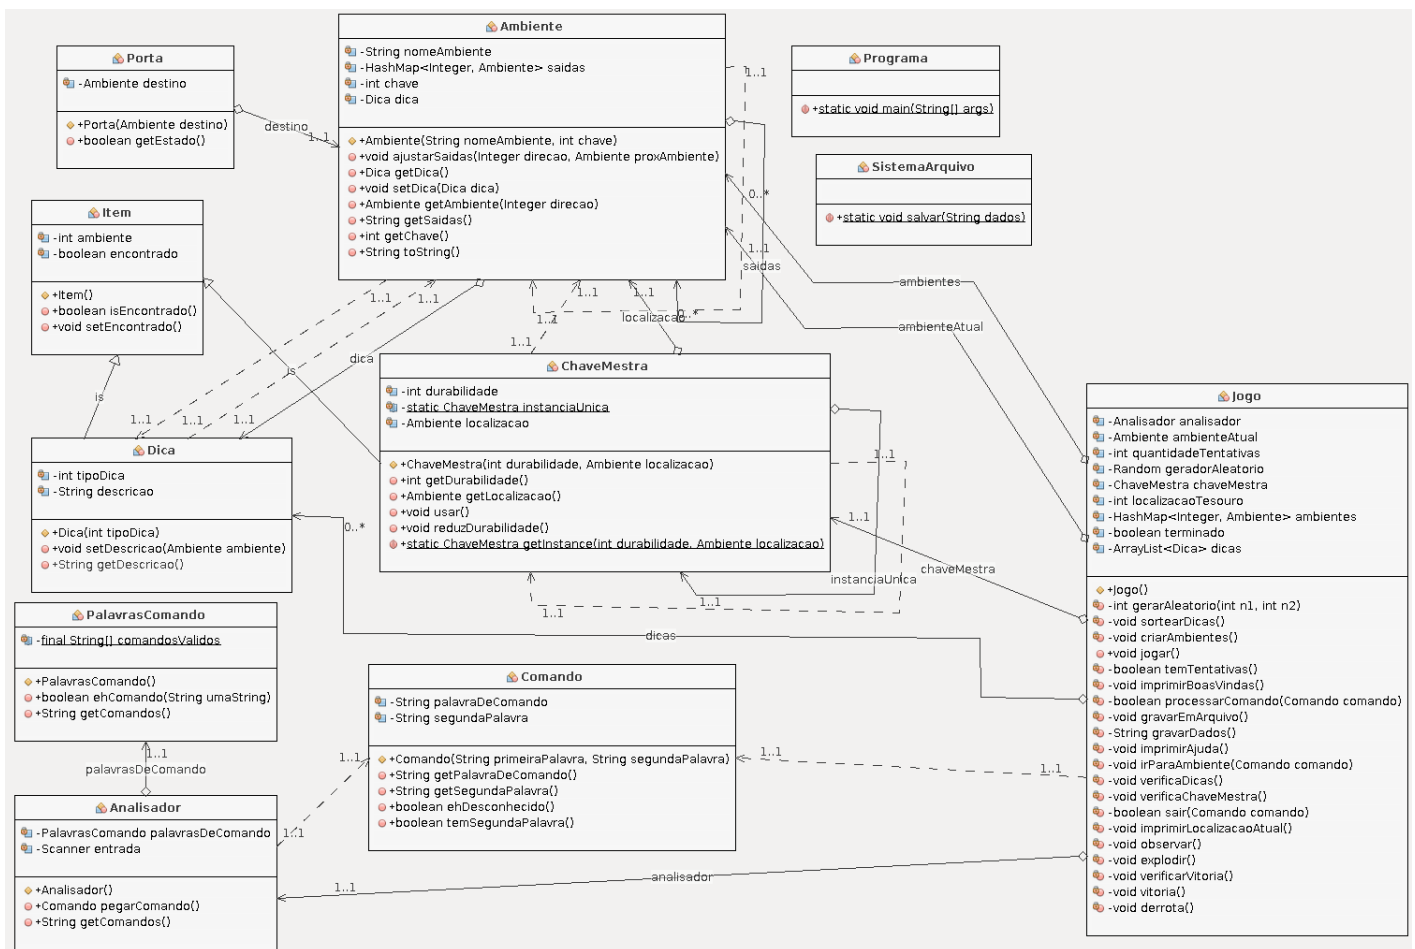 Ambiente
-String nomeAmbiente
-HashMap<Integer, Ambiente> saidas
-int chave
-Dica dica
+Ambiente(String nomeAmbiente, int chave)
+void ajustarSaidas(Integer direcao, Ambiente proxAmbiente)
+Dica getDica()
+void setDica(Dica dica)
+Ambiente getAmbiente(Integer direcao)
+String getSaidas()
+int getChave()
+String toString()
Porta
-Ambiente destino
+Porta(Ambiente destino)
+boolean getEstado()
destino
1..1
1..1
Programa
+static void main(String[] args)
SistemaArquivo
+static void salvar(String dados)
0..*
1..1
saidas
0..*
Item
-int ambiente
-boolean encontrado
+Item()
+boolean isEncontrado()
+void setEncontrado()
ambientes
ambienteAtual
1..1
1..1
1..1
1..1
1..1
1..1
localizacao
dica
is
is
1..1
1..1
ChaveMestra
-int durabilidade
-static ChaveMestra instanciaUnica
-Ambiente localizacao
+ChaveMestra(int durabilidade, Ambiente localizacao)
+int getDurabilidade()
+Ambiente getLocalizacao()
+void usar()
+void reduzDurabilidade()
+static ChaveMestra getInstance(int durabilidade, Ambiente localizacao)
1..1
1..1
instanciaUnica
1..1
1..1
chaveMestra
Dica
-int tipoDica
-String descricao
+Dica(int tipoDica)
+void setDescricao(Ambiente ambiente)
+String getDescricao()
0..*
dicas
Jogo
-Analisador analisador
-Ambiente ambienteAtual
-int quantidadeTentativas
-Random geradorAleatorio
-ChaveMestra chaveMestra
-int localizacaoTesouro
-HashMap<Integer, Ambiente> ambientes
-boolean terminado
-ArrayList<Dica> dicas
+Jogo()
-int gerarAleatorio(int n1, int n2)
-void sortearDicas()
-void criarAmbientes()
+void jogar()
-boolean temTentativas()
-void imprimirBoasVindas()
-boolean processarComando(Comando comando)
-void gravarEmArquivo()
-String gravarDados()
-void imprimirAjuda()
-void irParaAmbiente(Comando comando)
-void verificaDicas()
-void verificaChaveMestra()
-boolean sair(Comando comando)
-void imprimirLocalizacaoAtual()
-void observar()
-void explodir()
-void verificarVitoria()
-void vitoria()
-void derrota()
PalavrasComando
-final String[] comandosValidos
+PalavrasComando()
+boolean ehComando(String umaString)
+String getComandos()
1..1
palavrasDeComando
Comando
-String palavraDeComando
-String segundaPalavra
+Comando(String primeiraPalavra, String segundaPalavra)
+String getPalavraDeComando()
+String getSegundaPalavra()
+boolean ehDesconhecido()
+boolean temSegundaPalavra()
1..1
1..1
1..1
1..1
Analisador
-PalavrasComando palavrasDeComando
-Scanner entrada
+Analisador()
+Comando pegarComando()
+String getComandos()
1..1
analisador